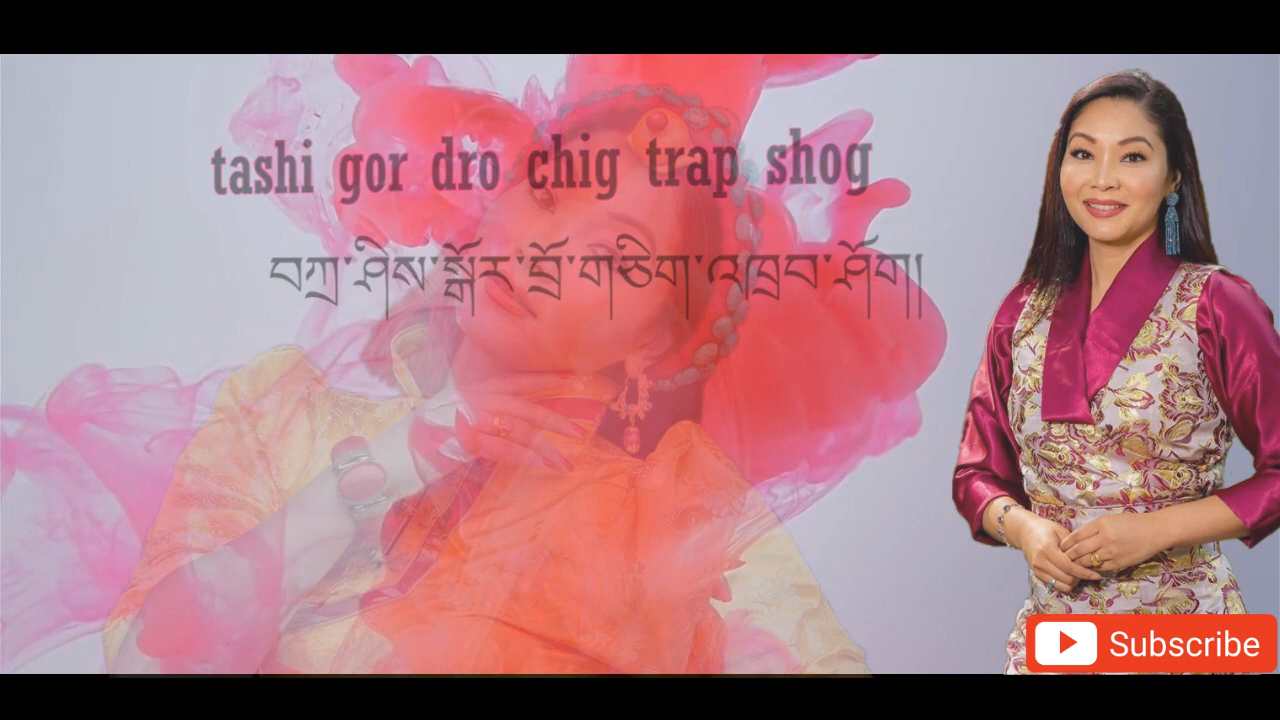 tashi gor dro chig trap shog
བཀྲ་ཤིས་སྒོར་བྲོ་གཅིག་འཁྲབ་ཤོག།
Subscribe